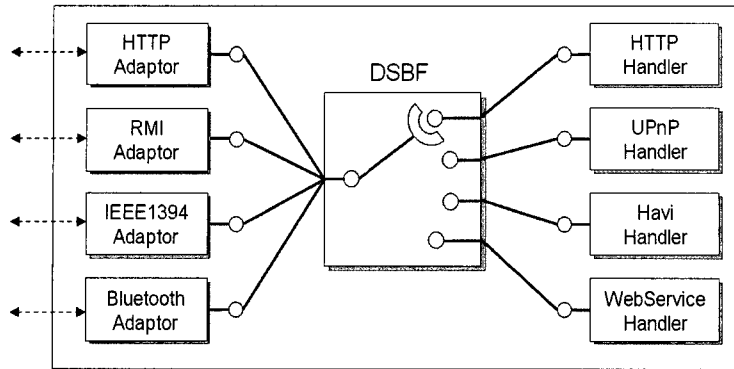 HTTP
Adaptor
RMI
Adaptor
IEEE1394
Adaptor
Bluetooth
Adaptor
DSBF
HTTP
Handler
UPnP
Handler
Havi
Handler
WebService
Handler